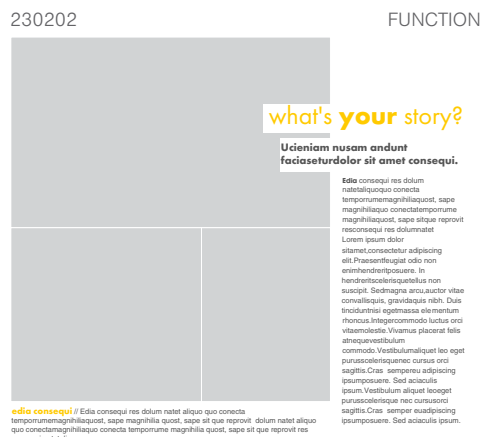 230202
FUNCTION
what's your story?
Ucieniam nusam andunt
faciaseturdolor sit amet consequi.
Edia consequi res dolum
natetaliquoquo conecta
temporrumemagnihiliaquost, sape
magnihiliaquo conectatemporrume
magnihiliaquost, sape sitque reprovit
resconsequi res dolumnatet
Lorem ipsum dolor
sitamet,consectetur adipiscing
elit.Praesentfeugiat odio non
enimhendreritposuere. In
hendreritscelerisquetellus non
suscipit. Sedmagna arcu,auctor vitae
convallisquis, gravidaquis nibh. Duis
tinciduntnisi egetmassa elementum
rhoncus.Integercommodo luctus orci
vitaemolestie.Vivamus placerat felis
atnequevestibulum
commodo.Vestibulumaliquet leo eget
purusscelerisquenec cursus orci
sagittis.Cras sempereu adipiscing
ipsumposuere. Sed aciaculis
ipsum.Vestibulum aliquet leoeget
purusscelerisque nec cursusorci
sagittis.Cras semper euadipiscing
ipsumposuere. Sed aciaculis ipsum.
edia consequi // Edia consequi res dolum natet aliquo quo conecta
temporrumemagnihiliaquost, sape magnihilia quost, sape sit que reprovit dolum natet aliquo
quo conectamagnihiliaquo conecta temporrume magnihilia quost, sape sit que reprovit res